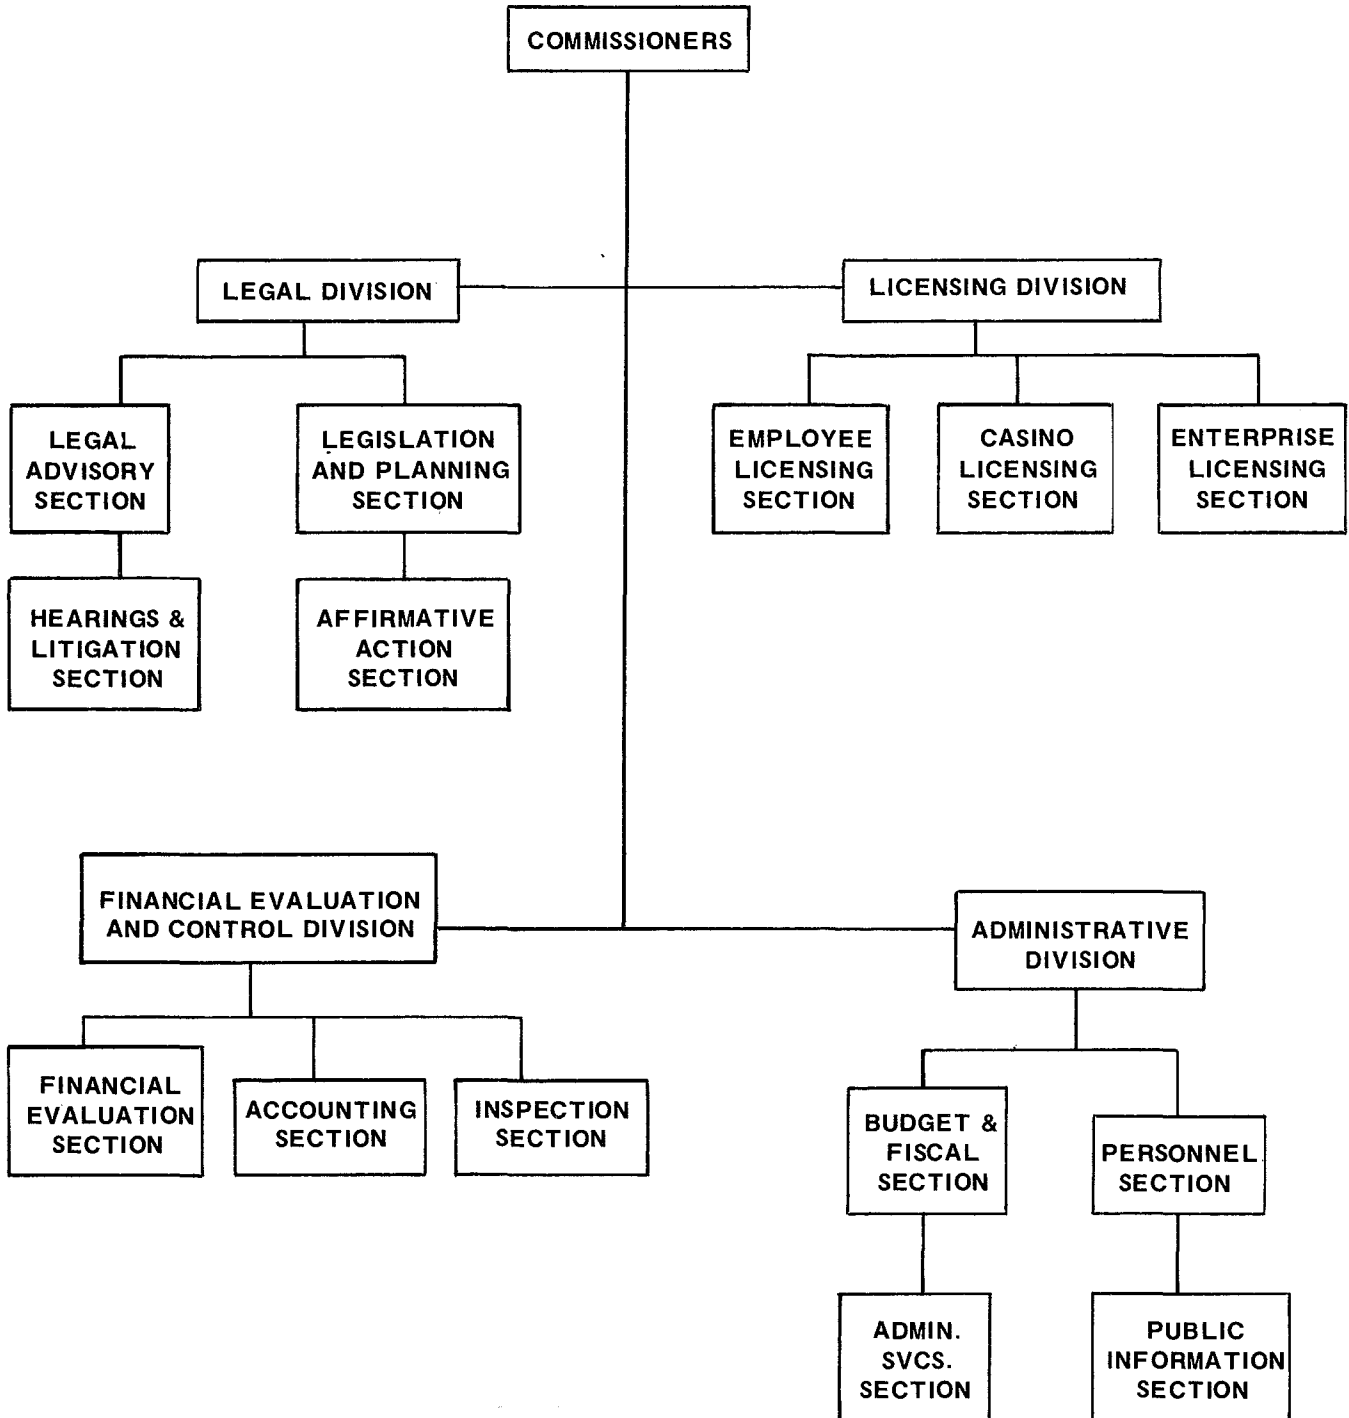 COMMISSIONERS
LEGAL DIVISION
LICENSING DIVISION
LEGAL
ADVISORY
SECTION
LEGISLATION
AND PLANNING
SECTION
EMPLOYEE
LICENSING
SECTION
CASINO
LICENSING
SECTION
ENTERPRISE
LICENSING
SECTION
HEARINGS &
LITIGATION
SECTION
AFFIRMATIVE
ACTION
SECTION
FINANCIAL EVALUATION
AND CONTROL DIVISION
ADMINISTRATIVE
DIVISION
FINANCIAL
EVALUATION
SECTION
ACCOUNTING
SECTION
INSPECTION
SECTION
BUDGET &
FISCAL
SECTION
PERSONNEL
SECTION
ADMIN.
SVCS.
SECTION
PUBLIC
INFORMATION
SECTION